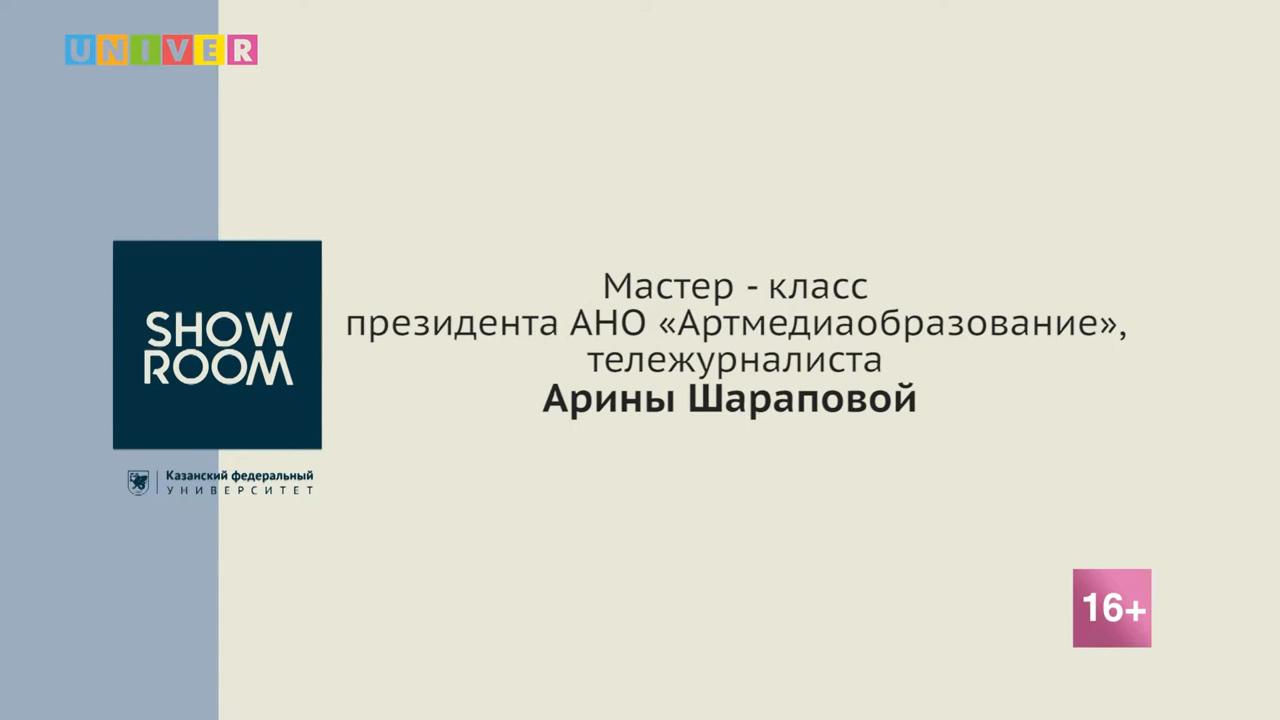 UNIVER
SHOW
ROOM
Казанский федеральный
УНИВЕРСИТЕТ
Мастер - класс
президента АНО «Артмедиаобразование»,
тележурналиста
Арины Шараповой
16+